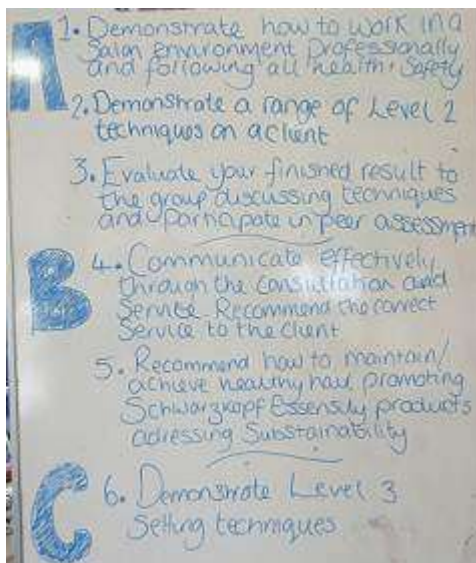 A
1. Demonstrate how to work in a
Salon environment professionally
and following all health + Safety
2. Demonstrate a range of Level 2
techniques on a client
3. Evaluate your finished result to
the group discussing techniques
and participate in peer assessment
B
4. Communicate effectively
through the consultation and
Service. Recommend the correct
Service to the client
5. Recommend how to maintain/
achieve healthy hair, promoting
Schwarzkopf Essensity products
adressing Substainability
C
6. Demonstrate Level 3
Selling techniques